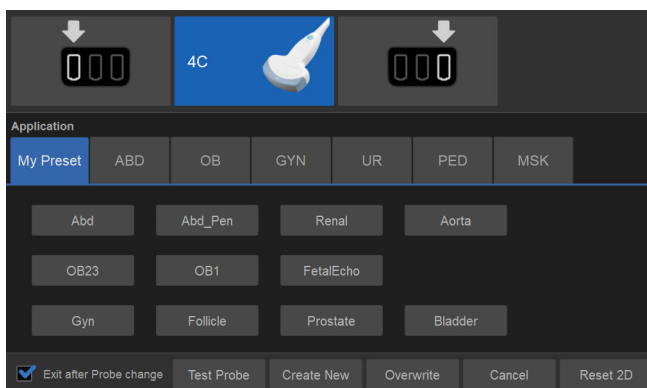 4C
Application
My Preset ABD OB GYN UR PED MSK
Abd Abd_Pen Renal Aorta
OB23 OB1 FetalEcho
Gyn Follicle Prostate Bladder
Exit after Probe change Test Probe Create New Overwrite Cancel Reset 2D